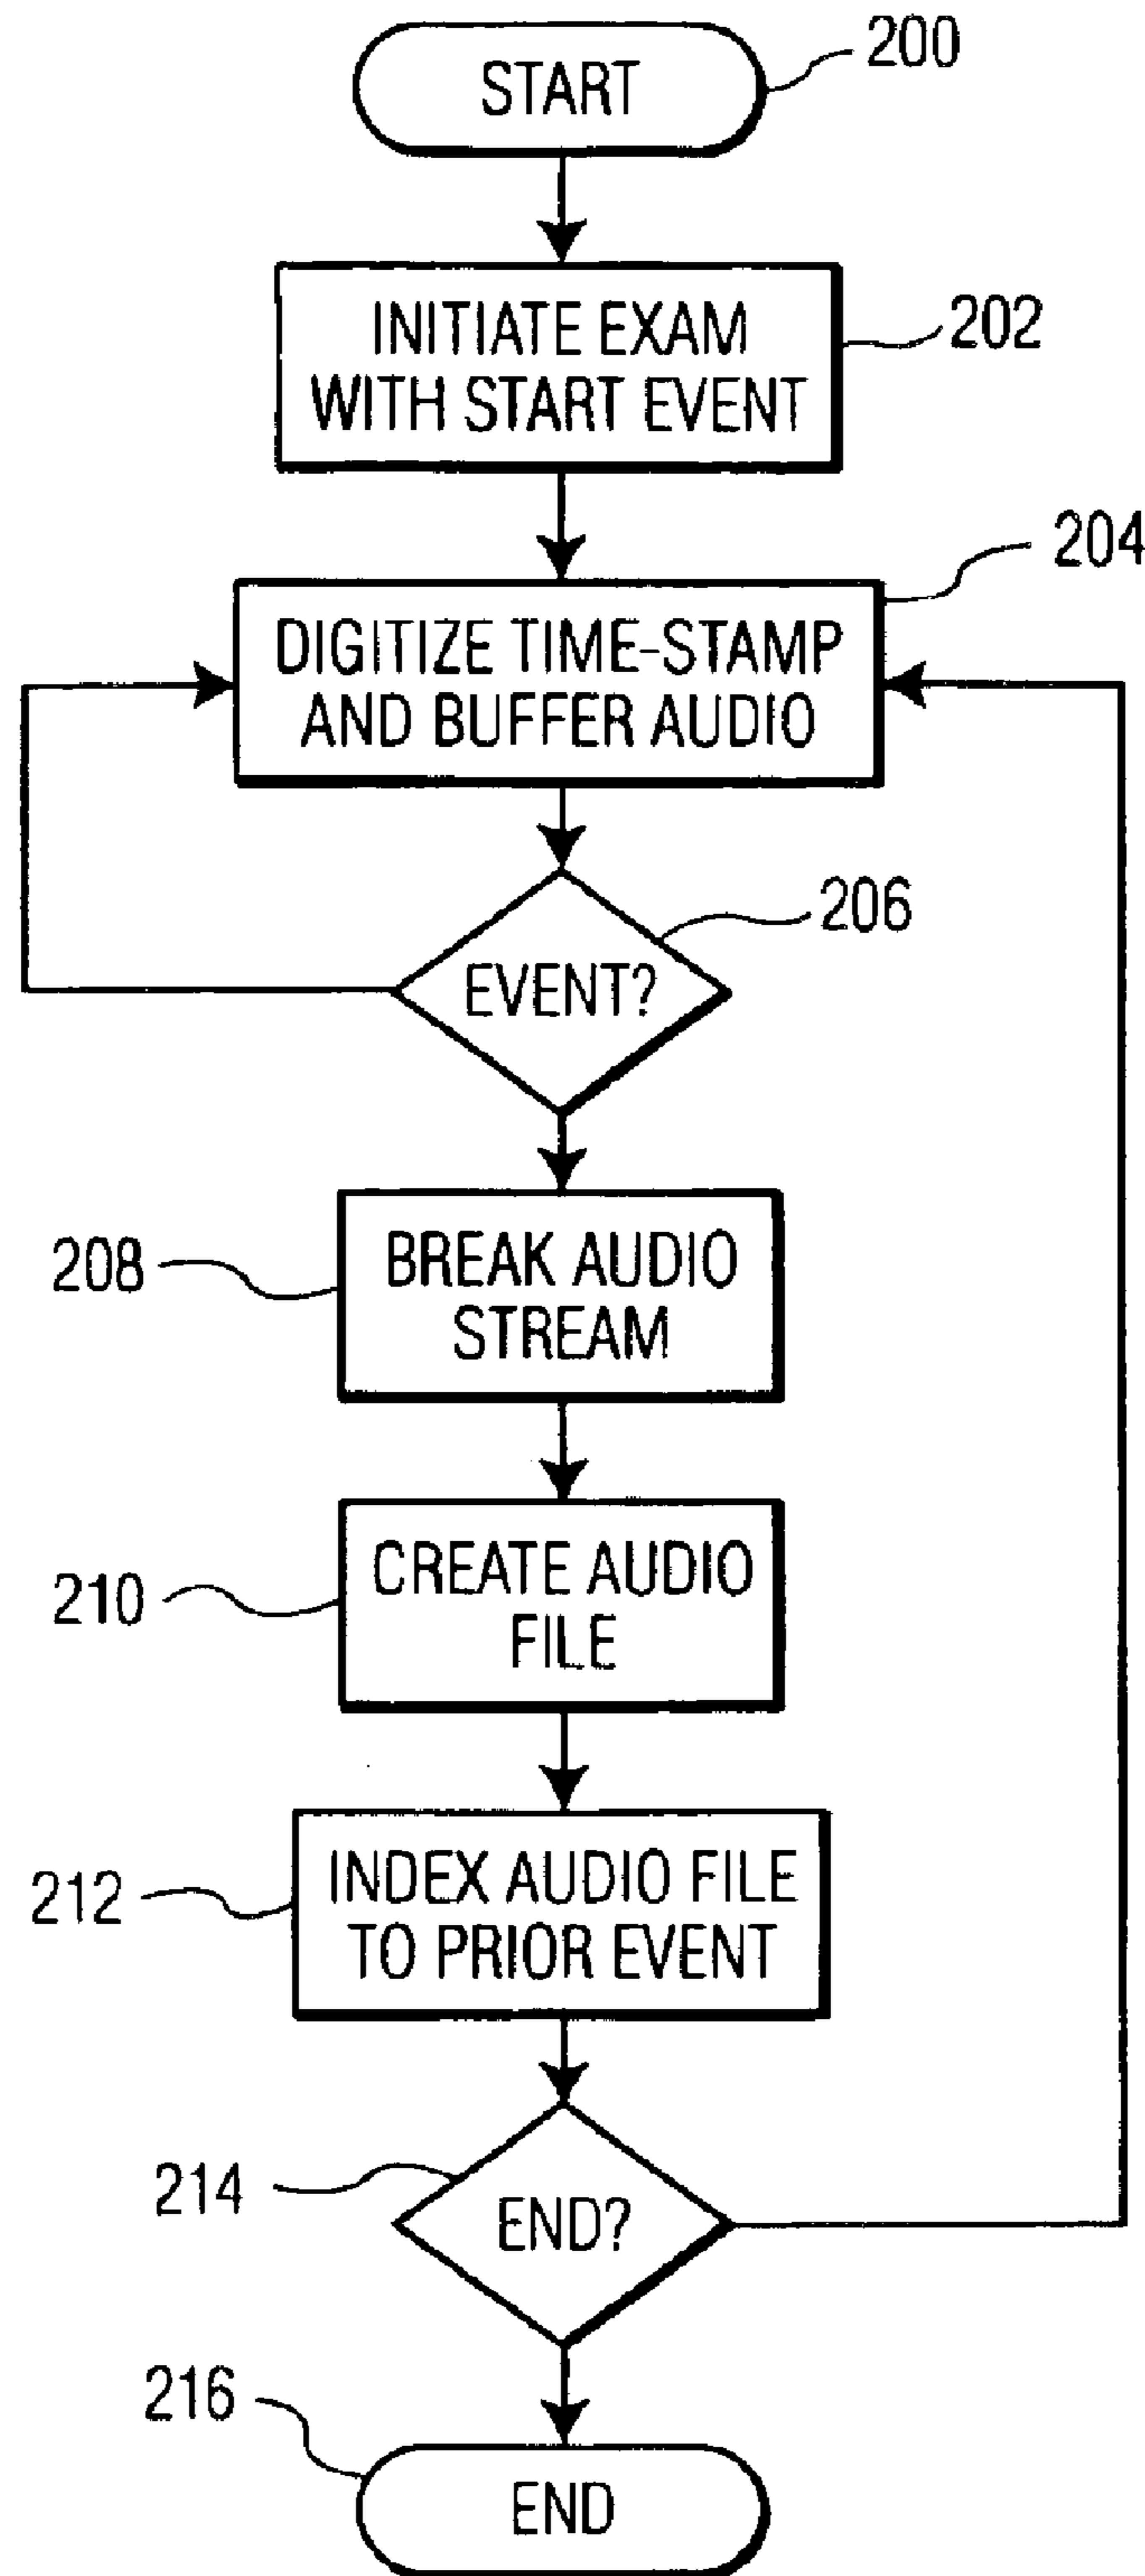 START
200
INITIATE EXAM
WITH START EVENT
202
204
DIGITIZE TIME-STAMP
AND BUFFER AUDIO
206
EVENT?
208
BREAK AUDIO
STREAM
210
CREATE AUDIO
FILE
212
INDEX AUDIO FILE
TO PRIOR EVENT
214
END?
216
END